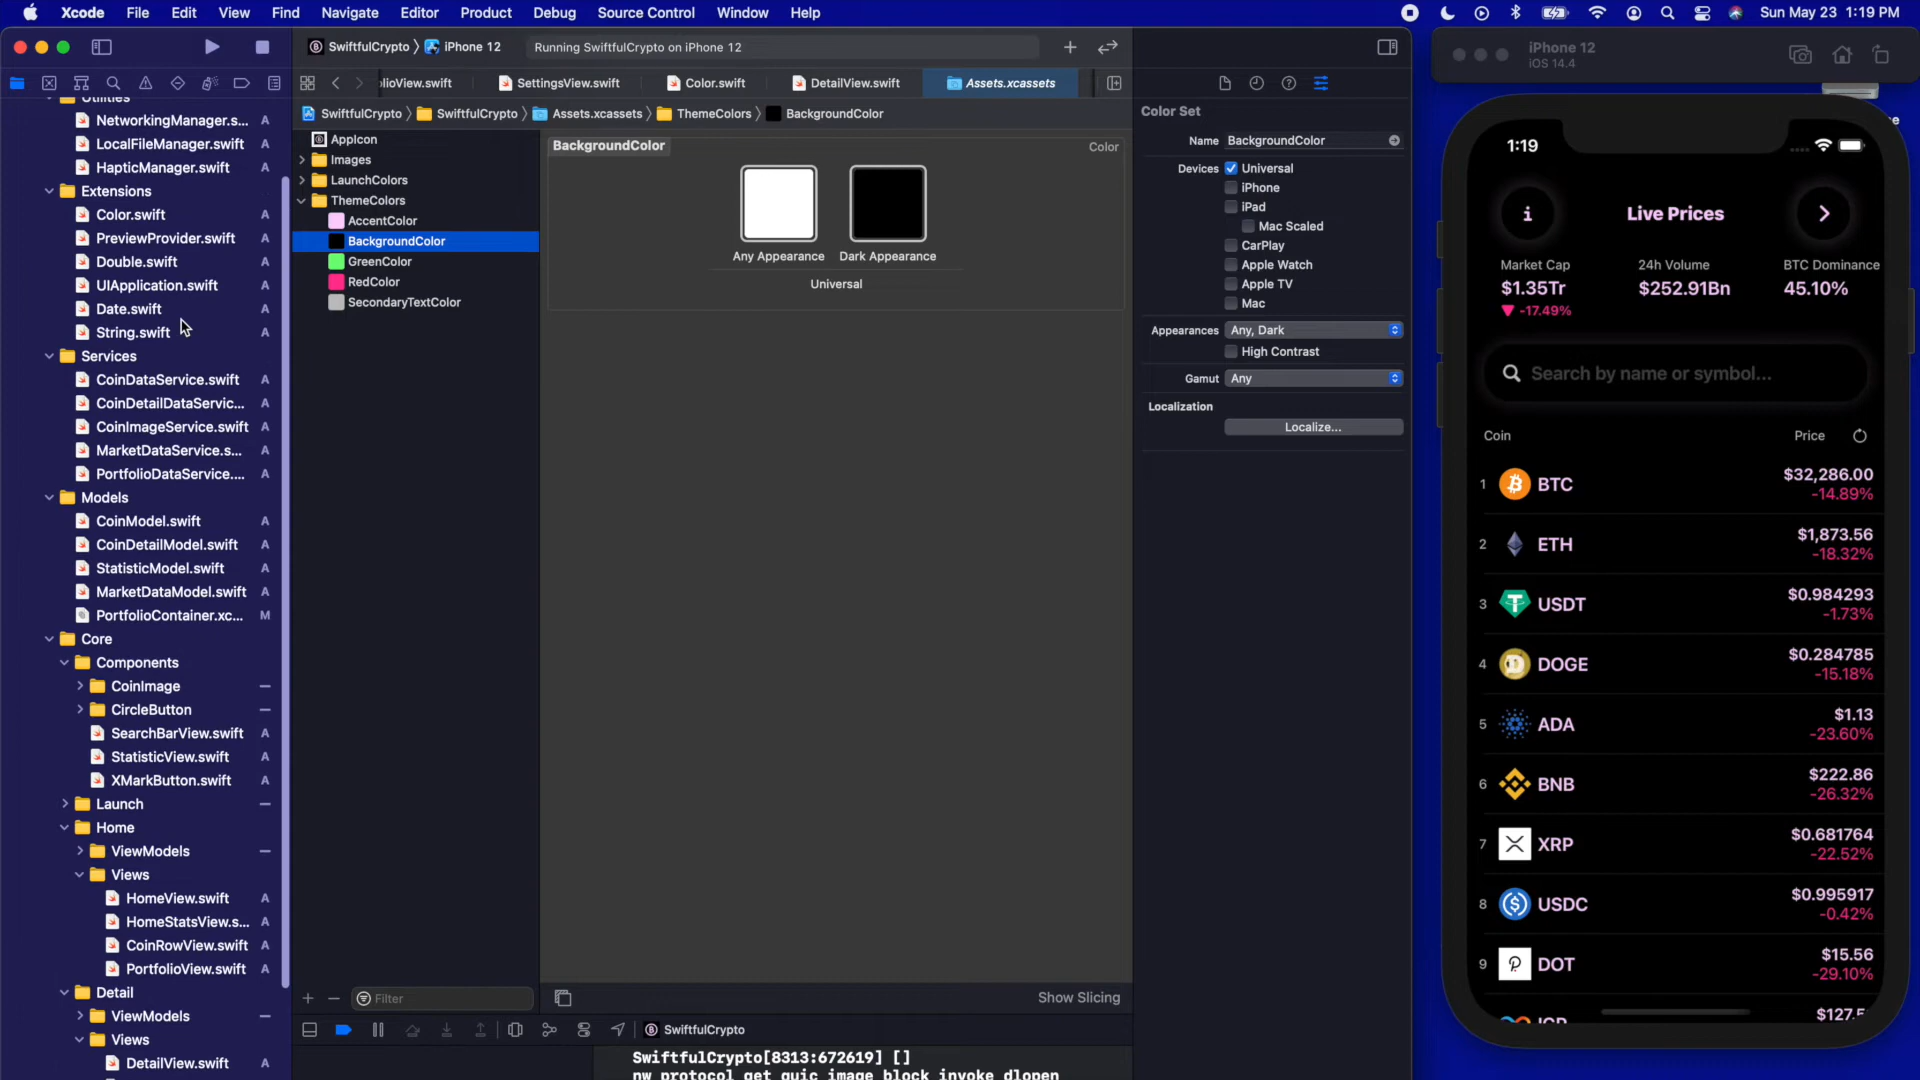 Xcode File Edit View Find Navigate Editor Product Debug Source Control Window Help
Sun May 23 1:19 PM
SwiftfulCrypto iPhone 12
Running SwiftfulCrypto on iPhone 12
lioView.swift SettingsView.swift Color.swift DetailView.swift Assets.xcassets
SwiftfulCrypto SwiftfulCrypto Assets.xcassets ThemeColors BackgroundColor
Utilities
NetworkingManager.s... A
LocalFileManager.swift A
HapticManager.swift A
Extensions
Color.swift A
PreviewProvider.swift A
Double.swift A
UIApplication.swift A
Date.swift A
String.swift A
Services
CoinDataService.swift A
CoinDetailDataServic... A
CoinImageService.swift A
MarketDataService.s... A
PortfolioDataService.... A
Models
CoinModel.swift A
CoinDetailModel.swift A
StatisticModel.swift A
MarketDataModel.swift A
PortfolioContainer.xc... M
Core
Components
CoinImage
CircleButton
SearchBarView.swift A
StatisticView.swift A
XMarkButton.swift A
Launch
Home
ViewModels
Views
HomeView.swift A
HomeStatsView.s... A
CoinRowView.swift A
PortfolioView.swift A
Detail
ViewModels
Views
DetailView.swift A
AppIcon
Images
LaunchColors
ThemeColors
AccentColor
BackgroundColor
GreenColor
RedColor
SecondaryTextColor
Filter
BackgroundColor
Color
Any Appearance Dark Appearance
Universal
Show Slicing
SwiftfulCrypto
SwiftfulCrypto[8313:672619] []
nw_protocol_get_quic_image_block_invoke dlopen
Color Set
Name BackgroundColor
Devices Universal
iPhone
iPad
Mac Scaled
CarPlay
Apple Watch
Apple TV
Mac
Appearances Any, Dark
High Contrast
Gamut Any
Localization
Localize...
iPhone 12
iOS 14.4
1:19
i Live Prices
Market Cap 24h Volume BTC Dominance
$1.35Tr $252.91Bn 45.10%
-17.49%
Search by name or symbol...
Coin Price
1 BTC $32,286.00
-14.89%
2 ETH $1,873.56
-18.32%
3 USDT $0.984293
-1.73%
4 DOGE $0.284785
-15.18%
5 ADA $1.13
-23.60%
6 BNB $222.86
-26.32%
7 XRP $0.681764
-22.52%
8 USDC $0.995917
-0.42%
9 DOT $15.56
-29.10%
ICP